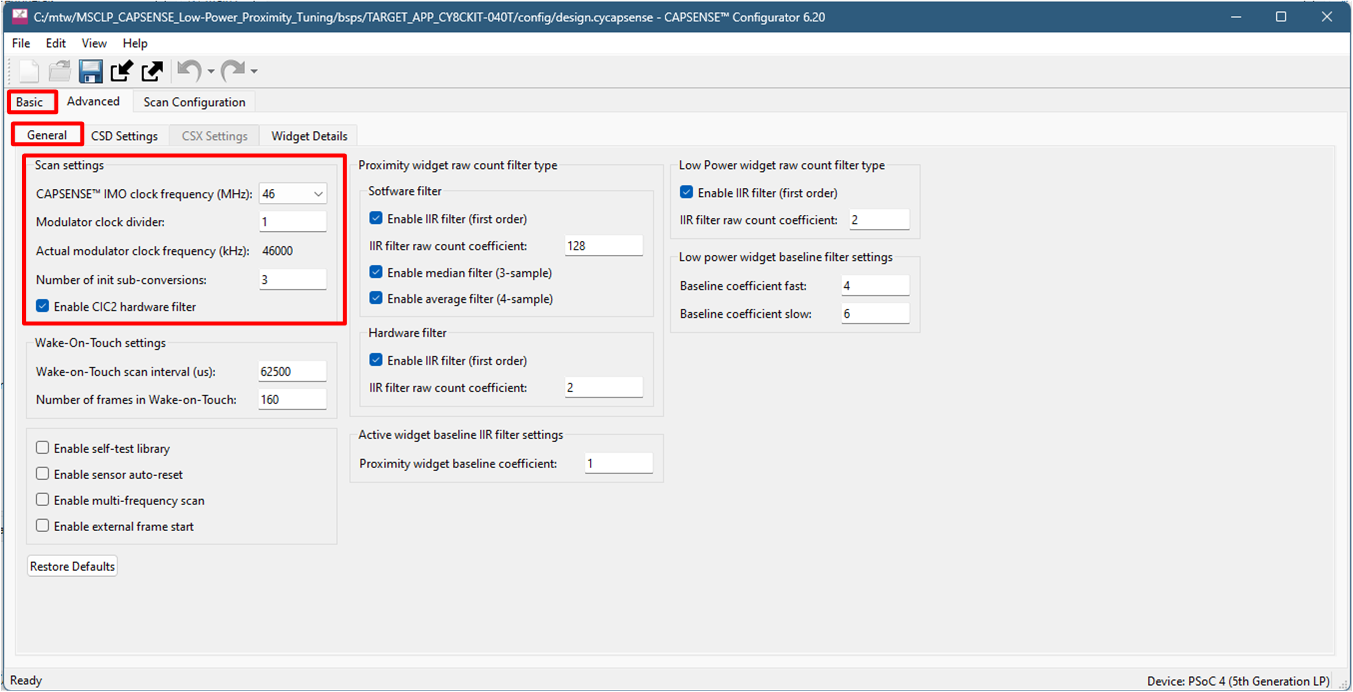 C:/mtw/MSCLP_CAPSENSE_Low-Power_Proximity_Tuning/bsps/TARGET_APP_CY8CKIT-040T/config/design.cycapsense - CAPSENSE™ Configurator 6.20
File Edit View Help
Basic Advanced Scan Configuration
General CSD Settings CSX Settings Widget Details
Scan settings
CAPSENSE™ IMO clock frequency (MHz): 46
Modulator clock divider: 1
Actual modulator clock frequency (kHz): 46000
Number of init sub-conversions: 3
Enable CIC2 hardware filter
Wake-On-Touch settings
Wake-on-Touch scan interval (us): 62500
Number of frames in Wake-on-Touch: 160
Enable self-test library
Enable sensor auto-reset
Enable multi-frequency scan
Enable external frame start
Restore Defaults
Proximity widget raw count filter type
Sotfware filter
Enable IIR filter (first order)
IIR filter raw count coefficient: 128
Enable median filter (3-sample)
Enable average filter (4-sample)
Hardware filter
Enable IIR filter (first order)
IIR filter raw count coefficient: 2
Active widget baseline IIR filter settings
Proximity widget baseline coefficient: 1
Low Power widget raw count filter type
Enable IIR filter (first order)
IIR filter raw count coefficient: 2
Low power widget baseline filter settings
Baseline coefficient fast: 4
Baseline coefficient slow: 6
Ready
Device: PSoC 4 (5th Generation LP)